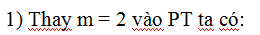 1) Thay m = 2 vào PT ta có: